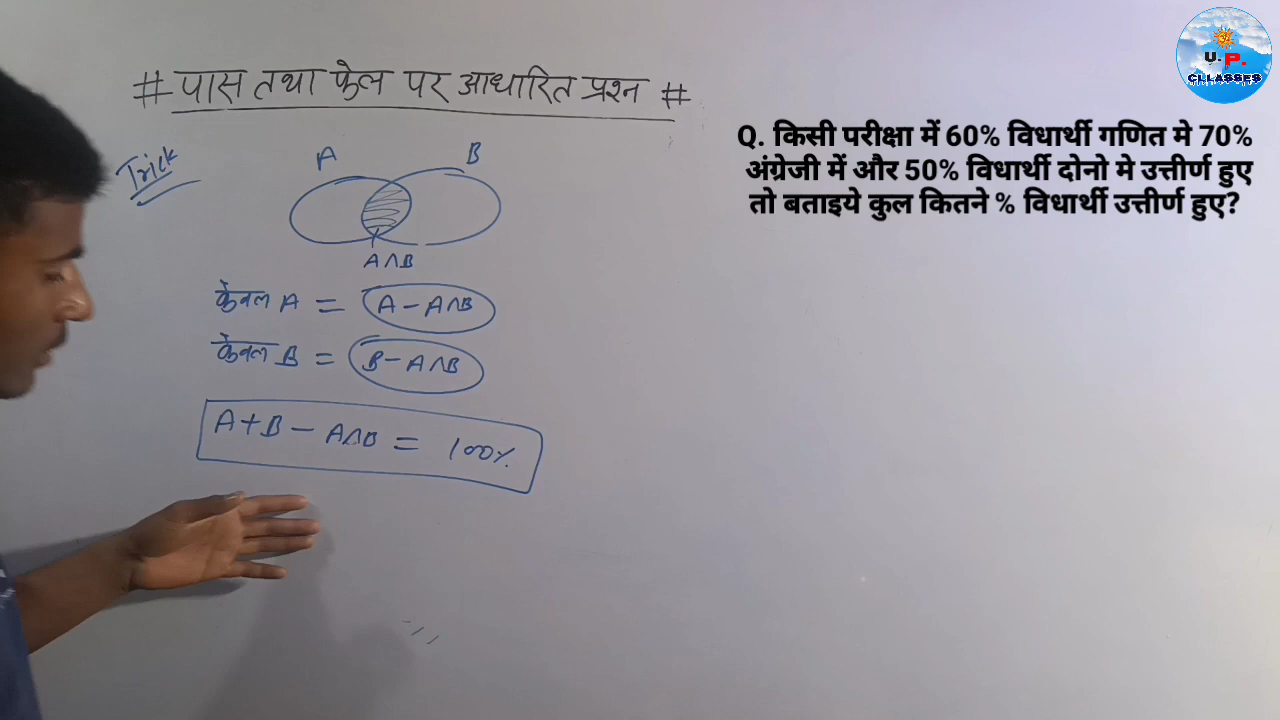 # पास तथा फेल पर आधारित प्रश्न #
Trick
A B
A∩B
केवल A = A - A∩B
केवल B = B - A∩B
A+B - A∩B = 100%
U.P.
CLLASSES
Q. किसी परीक्षा में 60% विधार्थी गणित मे 70%
अंग्रेजी में और 50% विधार्थी दोनो मे उत्तीर्ण हुए
तो बताइये कुल कितने % विधार्थी उत्तीर्ण हुए?